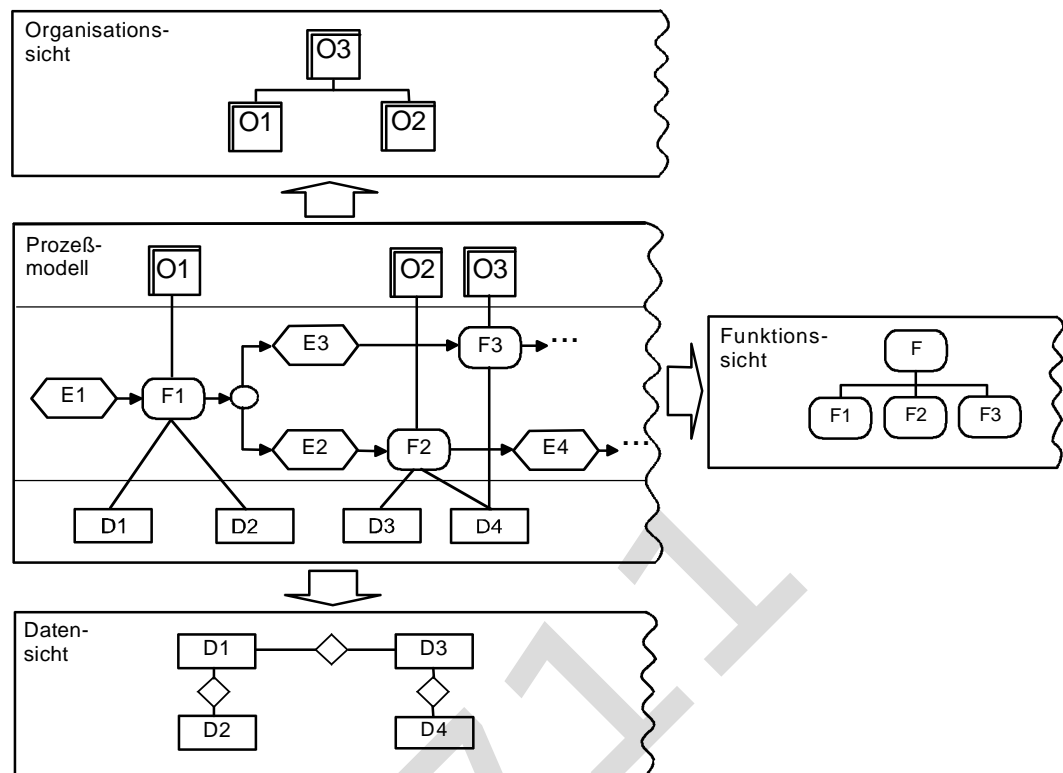 Organisations-
sicht
O3
O1
O2
Prozeß-
modell
O1
O2
O3
E3
F3
...
E1
F1
E2
F2
E4
...
D1
D2
D3
D4
Funktions-
sicht
F
F1
F2
F3
Daten-
sicht
D1
D3
D2
D4